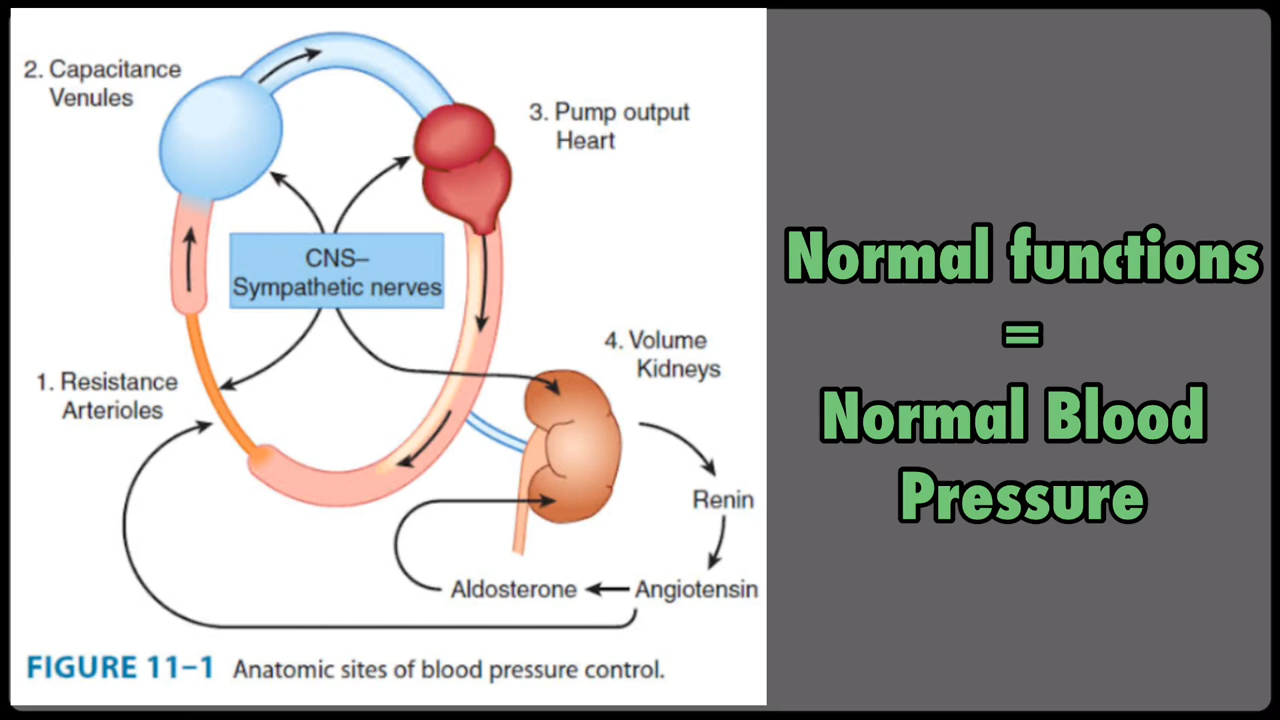 2. Capacitance
Venules
3. Pump output
Heart
CNS–
Sympathetic nerves
1. Resistance
Arterioles
4. Volume
Kidneys
Renin
Aldosterone
Angiotensin
FIGURE 11–1 Anatomic sites of blood pressure control.
Normal functions
=
Normal Blood
Pressure